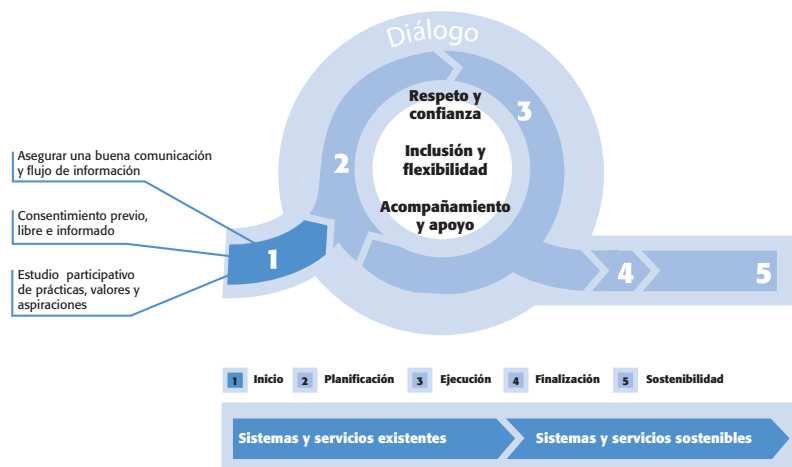 Diálogo
Respeto y
confianza
Inclusión y
flexibilidad
Acompañamiento
y apoyo
3
2
Asegurar una buena comunicación
y flujo de información
Consentimiento previo,
libre e informado
Estudio participativo
de prácticas, valores y
aspiraciones
1
4
5
1 Inicio 2 Planificación 3 Ejecución 4 Finalización 5 Sostenibilidad
Sistemas y servicios existentes
Sistemas y servicios sostenibles